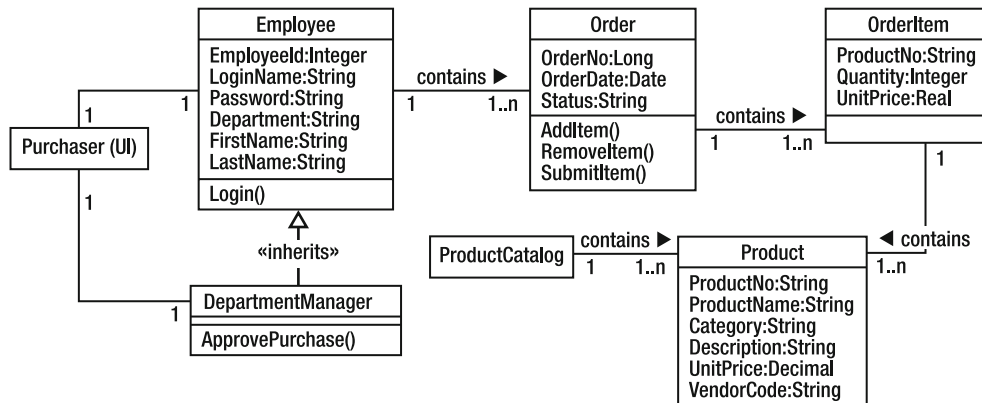 Employee
EmployeeId:Integer
LoginName:String
Password:String
Department:String
FirstName:String
LastName:String
Login()
contains ▶
1
1..n
Order
OrderNo:Long
OrderDate:Date
Status:String
AddItem()
RemoveItem()
SubmitItem()
contains ▶
1
1..n
OrderItem
ProductNo:String
Quantity:Integer
UnitPrice:Real
1
1
1
Purchaser (UI)
1
1
«inherits»
DepartmentManager
ApprovePurchase()
ProductCatalog
contains ▶
1
1..n
◀ contains
1..n
Product
ProductNo:String
ProductName:String
Category:String
Description:String
UnitPrice:Decimal
VendorCode:String